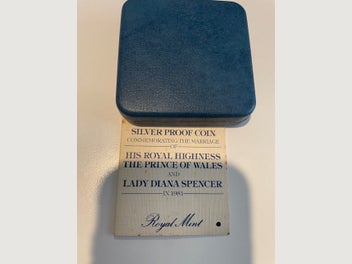 SILVER PROOF COIN
COMMEMORATING THE MARRIAGE
OF
HIS ROYAL HIGHNESS
THE PRINCE OF WALES
AND
LADY DIANA SPENCER
IN 1981
Royal Mint